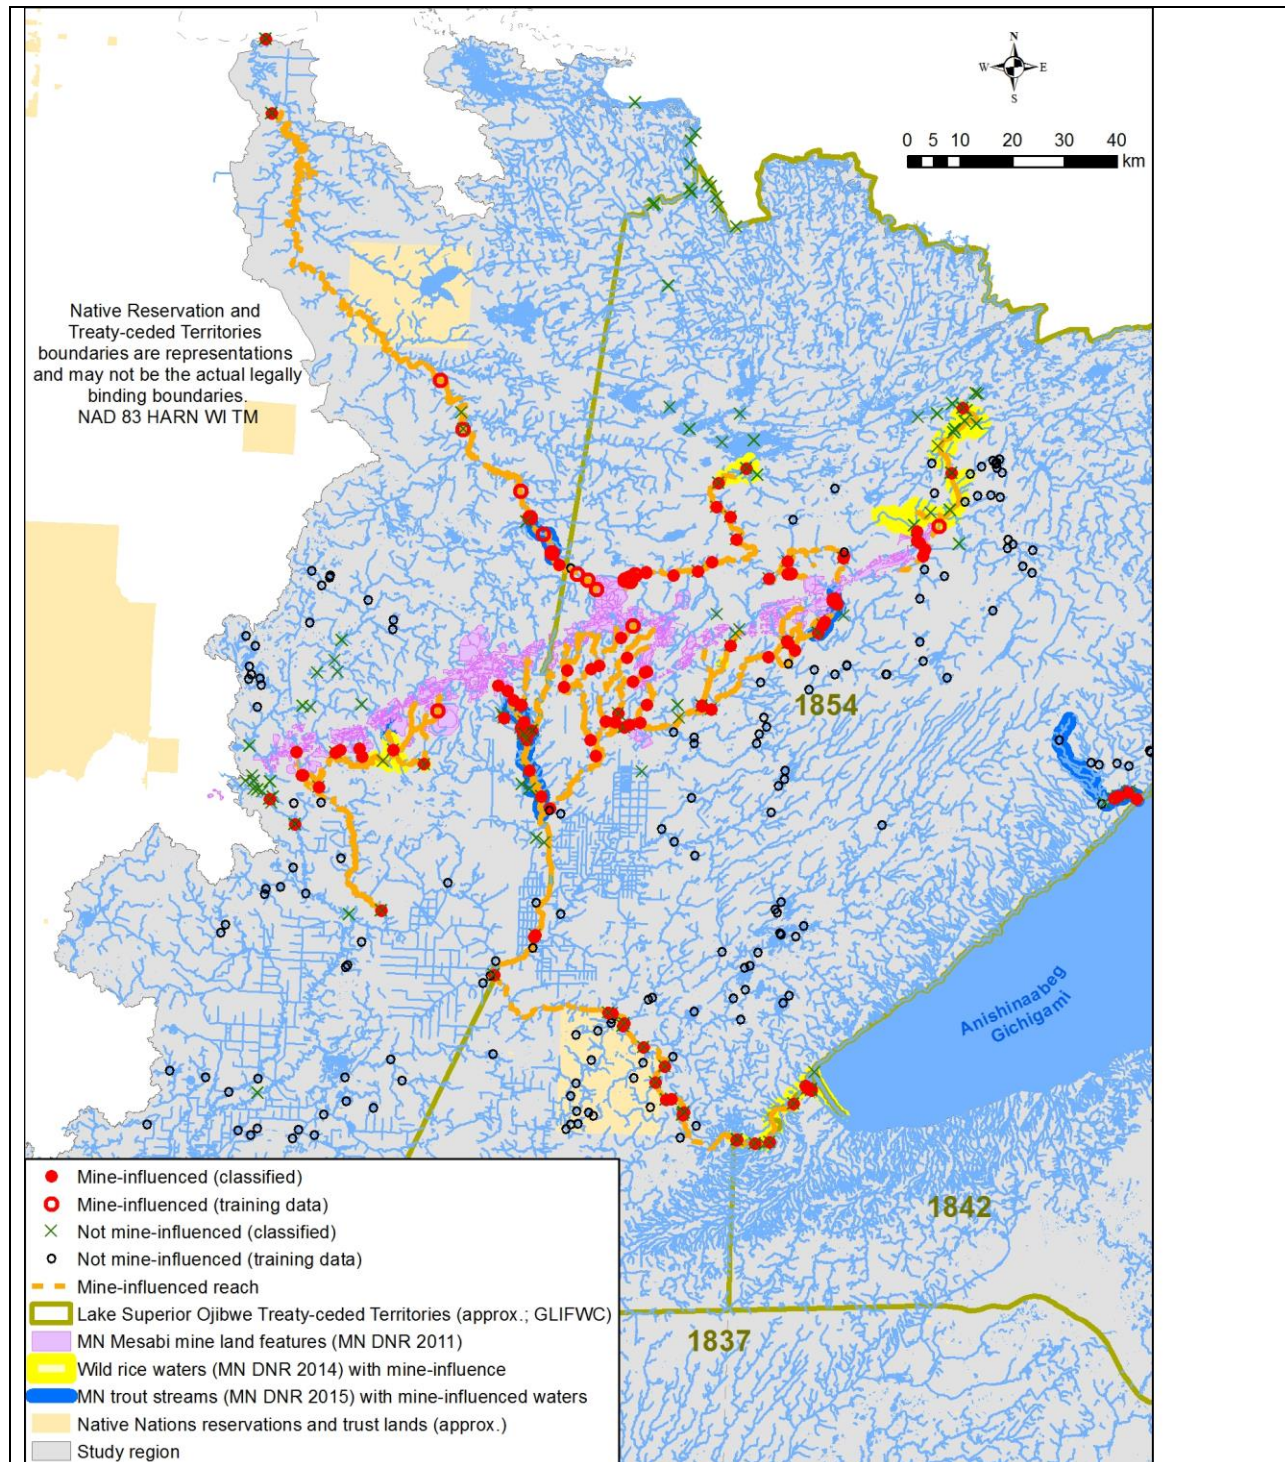 N
W E
S
0 5 10 20 30 40
km
Native Reservation and
Treaty-ceded Territories
boundaries are representations
and may not be the actual legally
binding boundaries.
NAD 83 HARN WI TM
1854
Anishinaabeg
Gichigami
1842
1837
Mine-influenced (classified)
Mine-influenced (training data)
Not mine-influenced (classified)
Not mine-influenced (training data)
Mine-influenced reach
Lake Superior Ojibwe Treaty-ceded Territories (approx.; GLIFWC)
MN Mesabi mine land features (MN DNR 2011)
Wild rice waters (MN DNR 2014) with mine-influence
MN trout streams (MN DNR 2015) with mine-influenced waters
Native Nations reservations and trust lands (approx.)
Study region